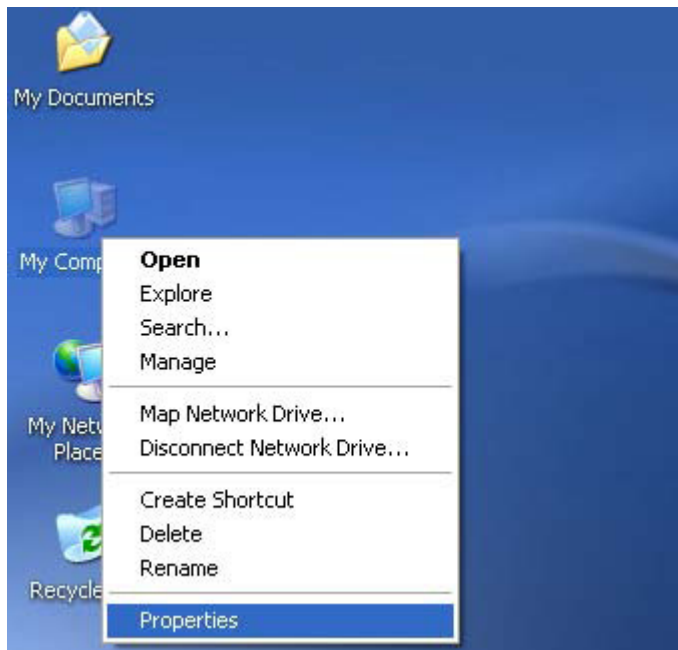 My Documents
My Comp
Open
Explore
Search...
Manage
Map Network Drive...
Disconnect Network Drive...
My Netw
Place
Create Shortcut
Delete
Rename
Recycle
Properties